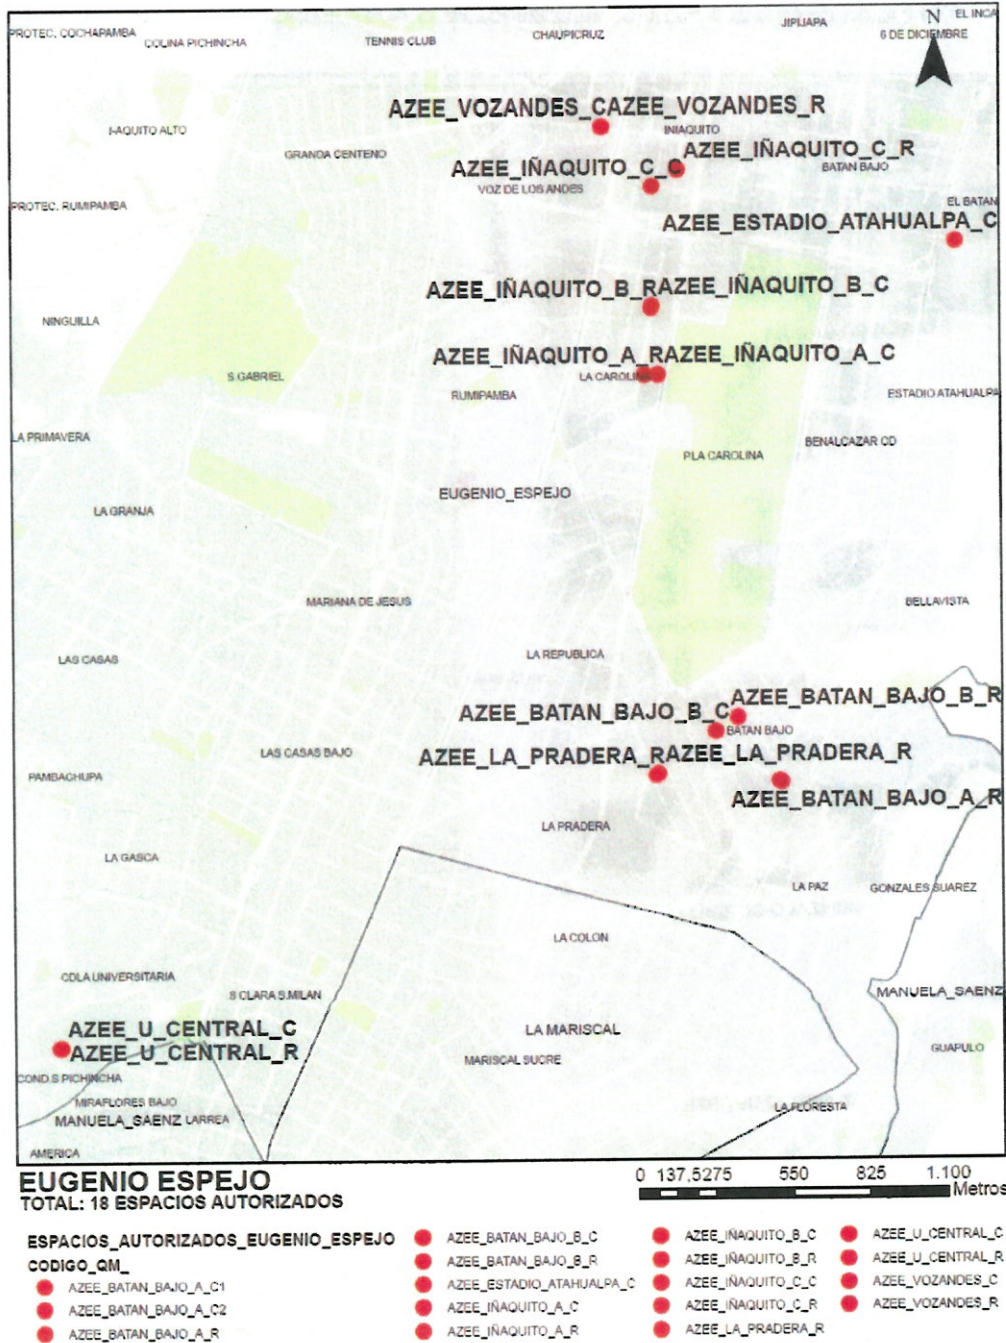 PROTEC. COCHAPAMBA
COLINA PICHINCHA
TENNIS CLUB
CHAUPICRUZ
JIPIJAPA
N
EL INCA
6 DE DICIEMBRE
AZEE_VOZANDES_CAZEE_VOZANDES_R
I-AQUITO ALTO
INIAQUITO
GRANDA CENTENO
AZEE_IÑAQUITO_C_R
AZEE_IÑAQUITO_C_C
BATAN BAJO
VOZ DE LOS ANDES
PROTEC. RUMIPAMBA
EL BATAN
AZEE_ESTADIO_ATAHUALPA_C
AZEE_IÑAQUITO_B_RAZEE_IÑAQUITO_B_C
NINGUILLA
AZEE_IÑAQUITO_A_RAZEE_IÑAQUITO_A_C
S.GABRIEL
LA CAROLINA
RUMIPAMBA
ESTADIO ATAHUALPA
LA PRIMAVERA
BENALCAZAR CD
PLA CAROLINA
EUGENIO_ESPEJO
LA GRANJA
MARIANA DE JESUS
BELLAVISTA
LAS CASAS
LA REPUBLICA
AZEE_BATAN_BAJO_B_R
AZEE_BATAN_BAJO_B_C
BATAN BAJO
LAS CASAS BAJO
AZEE_LA_PRADERA_RAZEE_LA_PRADERA_R
PAMBACHUPA
AZEE_BATAN_BAJO_A_R
LA PRADERA
LA GASCA
LA PAZ
GONZALES SUAREZ
LA COLON
CDLA UNIVERSITARIA
S CLARA S.MILAN
MANUELA_SAENZ
AZEE_U_CENTRAL_C
LA MARISCAL
AZEE_U_CENTRAL_R
MARISCAL SUCRE
GUAPULO
COND.S PICHINCHA
MIRAFLORES BAJO
LA FLORESTA
MANUELA_SAENZ LARREA
AMERICA
EUGENIO ESPEJO
TOTAL: 18 ESPACIOS AUTORIZADOS
0 137,5275 550 825 1.100
Metros
ESPACIOS_AUTORIZADOS_EUGENIO_ESPEJO
CODIGO_QM_
AZEE_BATAN_BAJO_A_C1
AZEE_BATAN_BAJO_A_C2
AZEE_BATAN_BAJO_A_R
AZEE_BATAN_BAJO_B_C
AZEE_BATAN_BAJO_B_R
AZEE_ESTADIO_ATAHUALPA_C
AZEE_IÑAQUITO_A_C
AZEE_IÑAQUITO_A_R
AZEE_IÑAQUITO_B_C
AZEE_IÑAQUITO_B_R
AZEE_IÑAQUITO_C_C
AZEE_IÑAQUITO_C_R
AZEE_LA_PRADERA_R
AZEE_U_CENTRAL_C
AZEE_U_CENTRAL_R
AZEE_VOZANDES_C
AZEE_VOZANDES_R